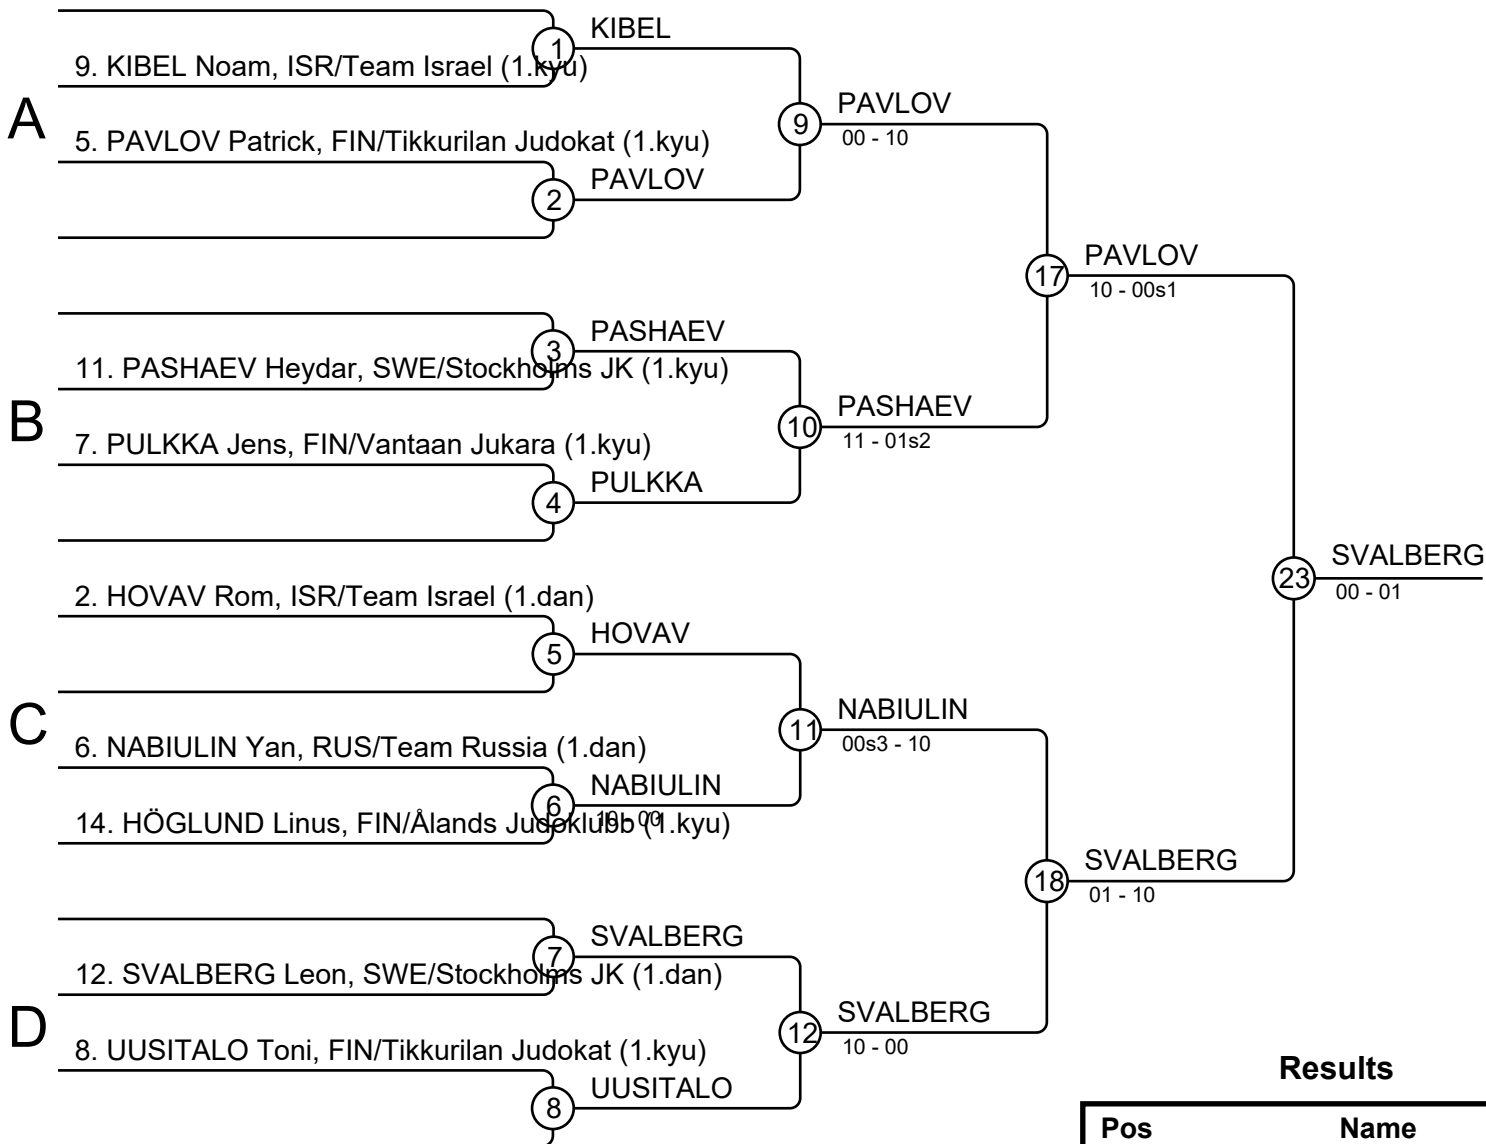 KIBEL
1
9. KIBEL Noam, ISR/Team Israel (1.kyu)
A
PAVLOV
9
00 - 10
5. PAVLOV Patrick, FIN/Tikkurilan Judokat (1.kyu)
PAVLOV
2
PAVLOV
17
10 - 00s1
PASHAEV
3
11. PASHAEV Heydar, SWE/Stockholms JK (1.kyu)
B
PASHAEV
10
11 - 01s2
7. PULKKA Jens, FIN/Vantaan Jukara (1.kyu)
PULKKA
4
SVALBERG
23
00 - 01
2. HOVAV Rom, ISR/Team Israel (1.dan)
HOVAV
5
C
NABIULIN
11
00s3 - 10
6. NABIULIN Yan, RUS/Team Russia (1.dan)
NABIULIN
6
10 - 00
14. HÖGLUND Linus, FIN/Ålands Judoklubb (1.kyu)
SVALBERG
18
01 - 10
SVALBERG
7
12. SVALBERG Leon, SWE/Stockholms JK (1.dan)
D
SVALBERG
12
10 - 00
8. UUSITALO Toni, FIN/Tikkurilan Judokat (1.kyu)
UUSITALO
8
Results
Pos Name